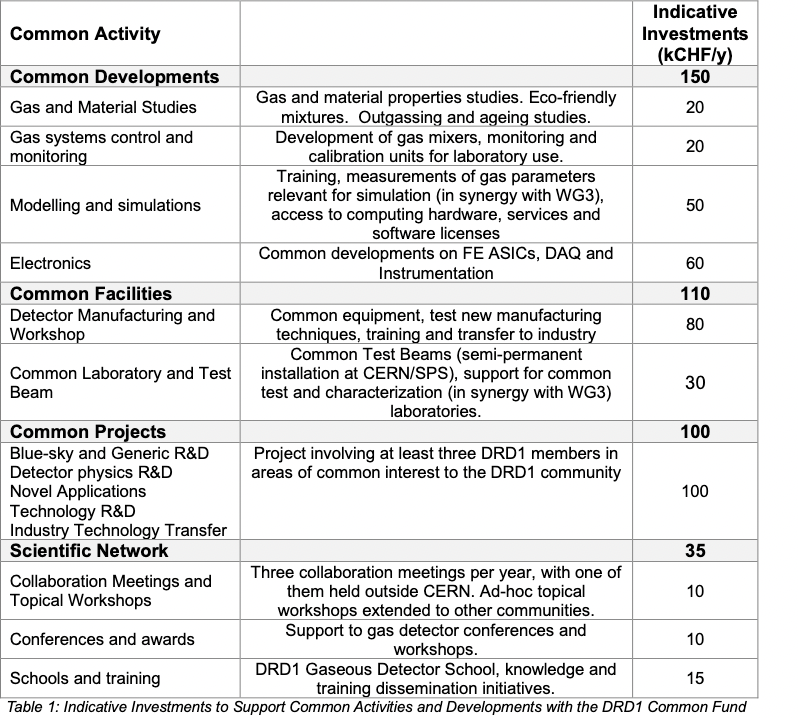 Common Activity
Indicative
Investments
(kCHF/y)
Common Developments 150
Gas and Material Studies
Gas and material properties studies. Eco-friendly
mixtures. Outgassing and ageing studies.
20
Gas systems control and
monitoring
Development of gas mixers, monitoring and
calibration units for laboratory use.
20
Modelling and simulations
Training, measurements of gas parameters
relevant for simulation (in synergy with WG3),
access to computing hardware, services and
software licenses
50
Electronics
Common developments on FE ASICs, DAQ and
Instrumentation
60
Common Facilities 110
Detector Manufacturing and
Workshop
Common equipment, test new manufacturing
techniques, training and transfer to industry
80
Common Laboratory and Test
Beam
Common Test Beams (semi-permanent
installation at CERN/SPS), support for common
test and characterization (in synergy with WG3)
laboratories.
30
Common Projects 100
Blue-sky and Generic R&D
Detector physics R&D
Novel Applications
Technology R&D
Industry Technology Transfer
Project involving at least three DRD1 members in
areas of common interest to the DRD1 community
100
Scientific Network 35
Collaboration Meetings and
Topical Workshops
Three collaboration meetings per year, with one of
them held outside CERN. Ad-hoc topical
workshops extended to other communities.
10
Conferences and awards
Support to gas detector conferences and
workshops.
10
Schools and training
DRD1 Gaseous Detector School, knowledge and
training dissemination initiatives.
15
Table 1: Indicative Investments to Support Common Activities and Developments with the DRD1 Common Fund